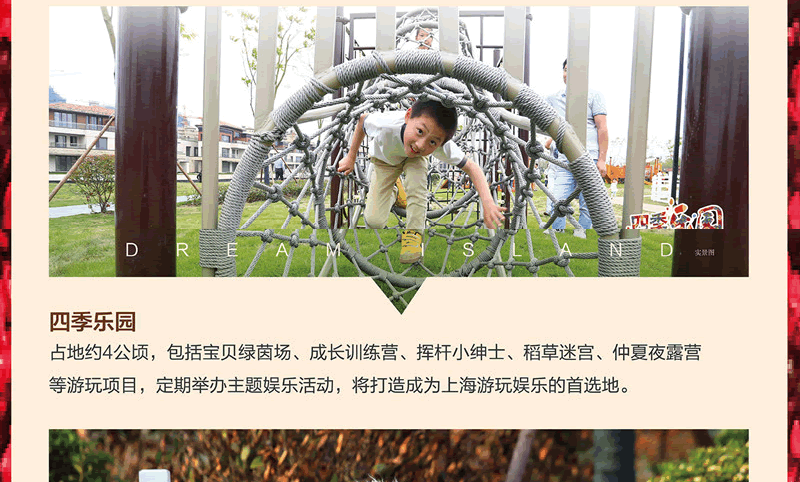 四季乐园
DREAM ISLAND
实景图
四季乐园
占地约4公顷，包括宝贝绿茵场、成长训练营、挥杆小绅士、稻草迷宫、仲夏夜露营
等游玩项目，定期举办主题娱乐活动，将打造成为上海游玩娱乐的首选地。